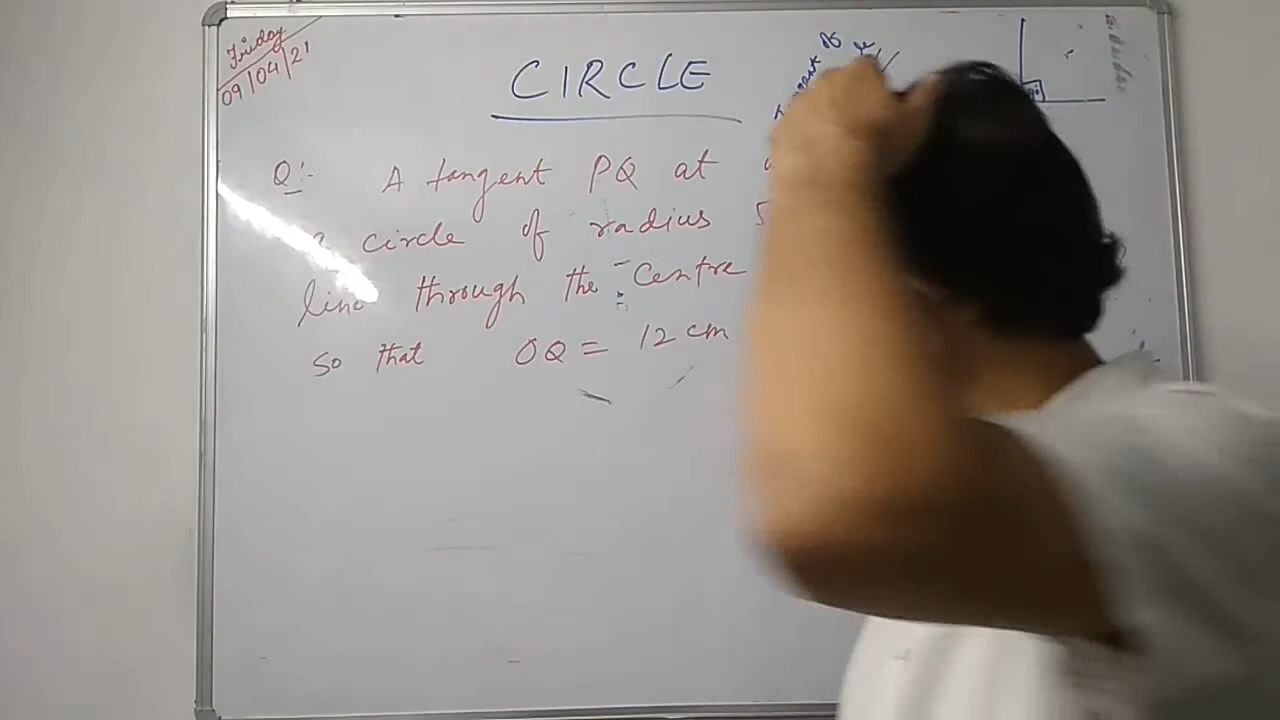 Friday
09/04/21
CIRCLE
Q:- A tangent PQ at
circle of radius 5
line through the centre
so that OQ = 12 cm